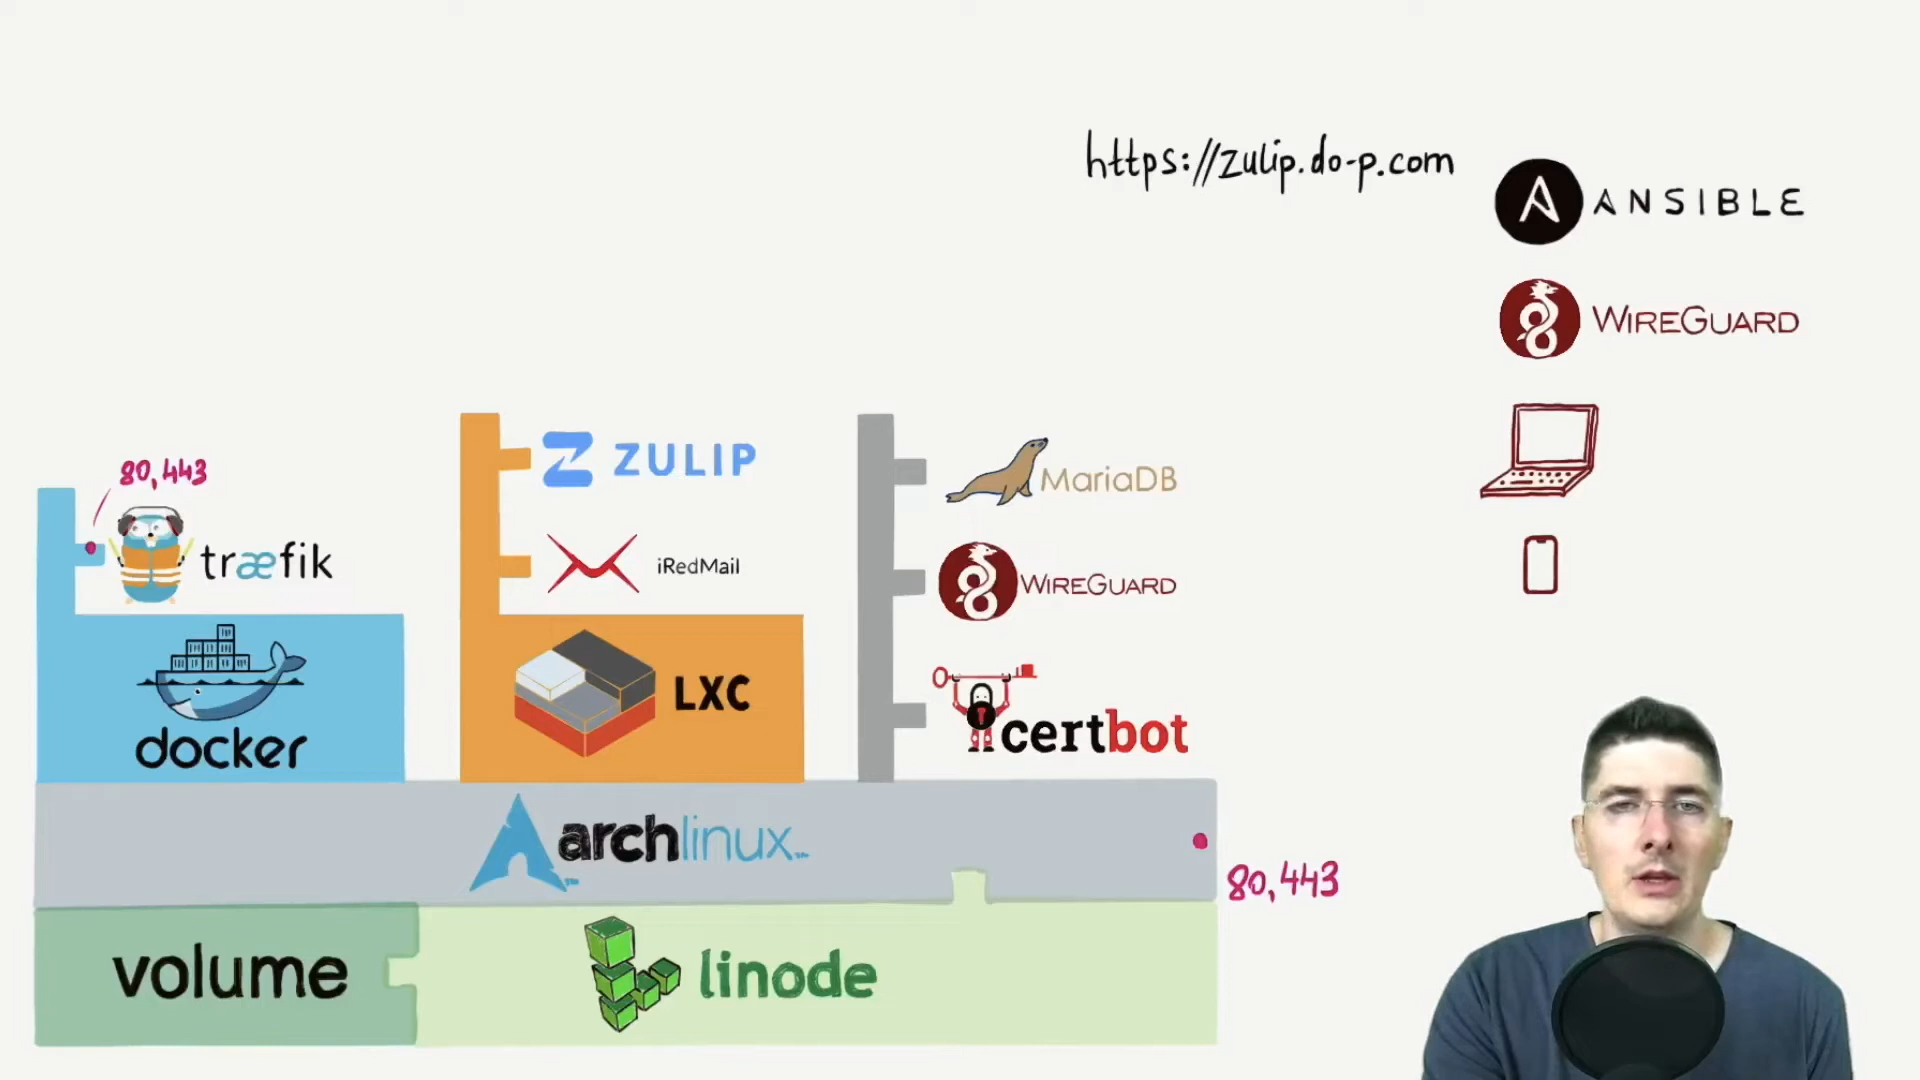 https://zulip.do-p.com
ANSIBLE
WIREGUARD
80,443
træfik
docker
ZULIP
iRedMail
LXC
MariaDB
WIREGUARD
certbot
archlinux
80,443
volume
linode